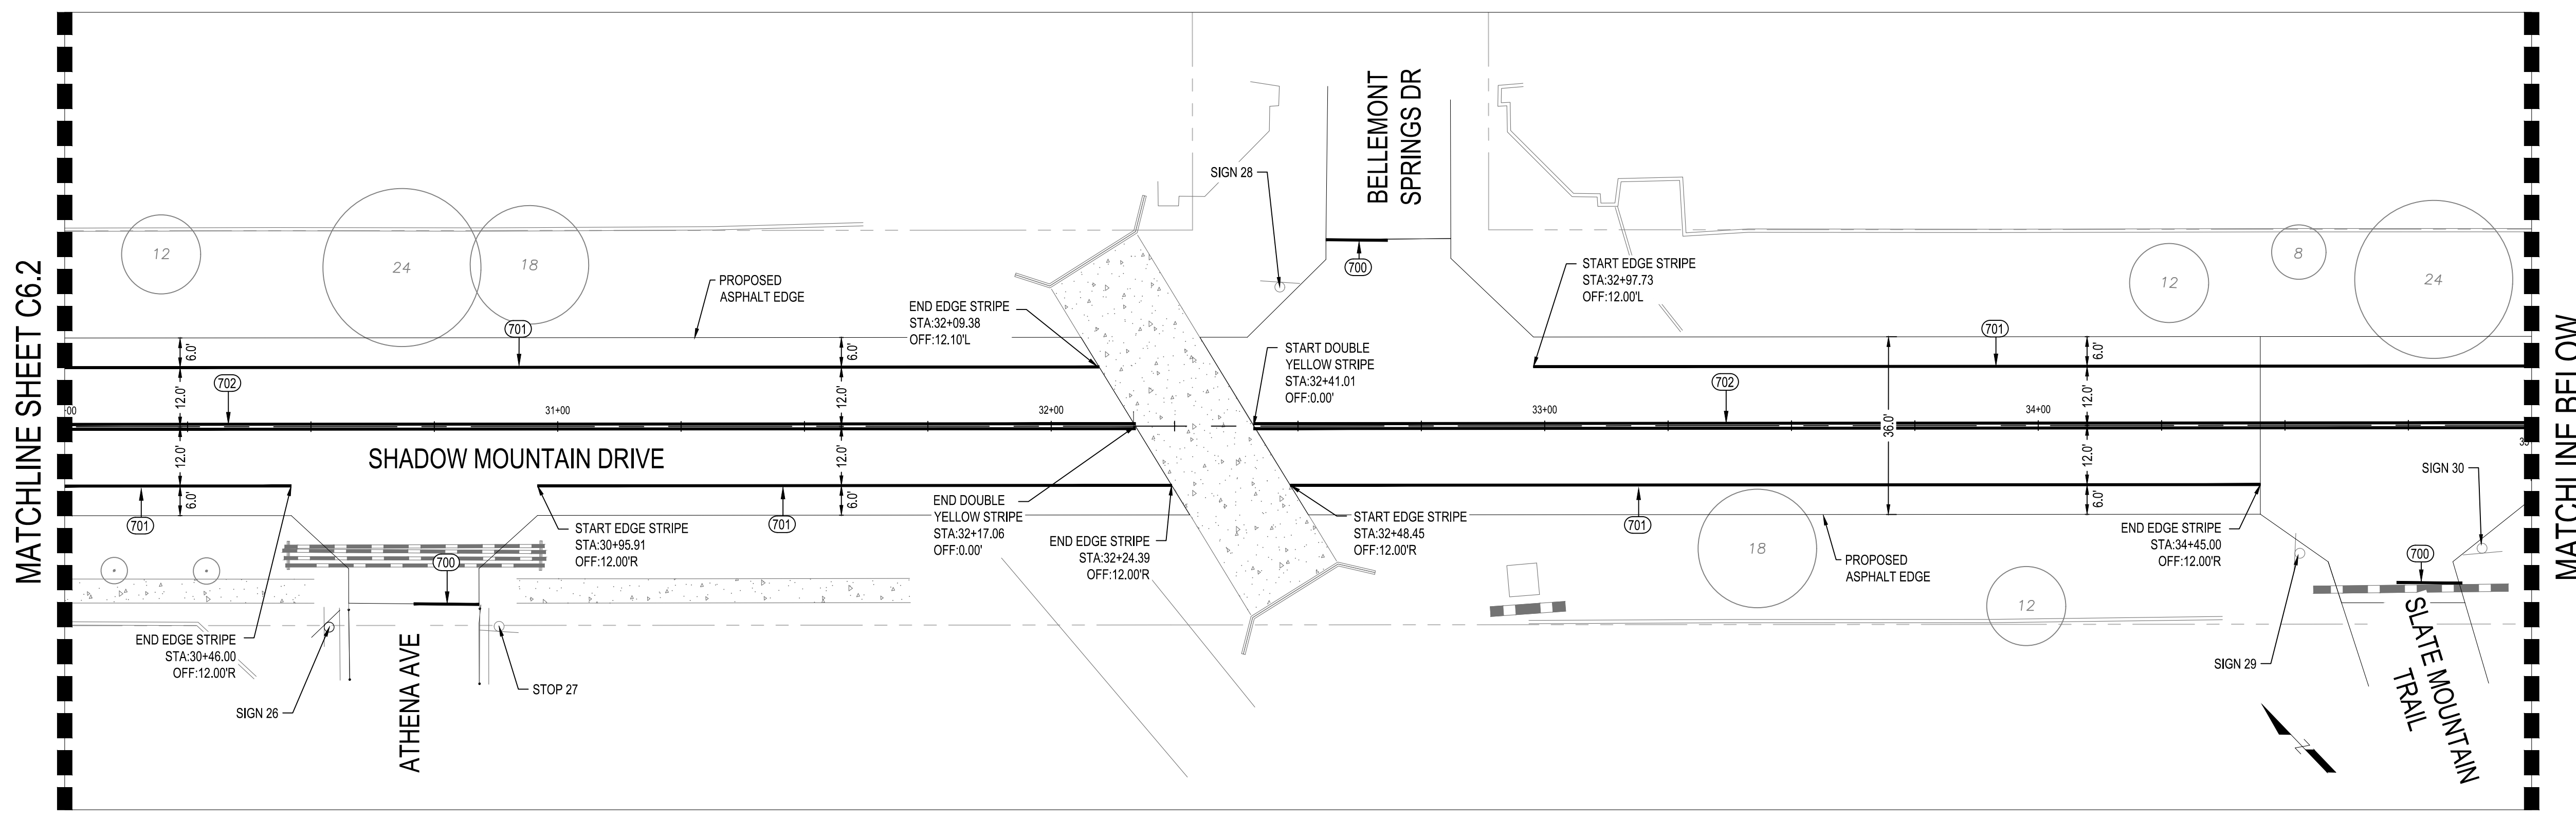 MATCHLINE SHEET C6.2
BELLEMONT
SPRINGS DR
SIGN 28
700
12
24
18
PROPOSED
ASPHALT EDGE
END EDGE STRIPE
STA:32+09.38
OFF:12.10'L
START EDGE STRIPE
STA:32+97.73
OFF:12.00'L
12
8
24
701
701
6.0'
6.0'
6.0'
START DOUBLE
YELLOW STRIPE
STA:32+41.01
OFF:0.00'
702
702
12.0'
12.0'
12.0'
+00
31+00
32+00
33+00
34+00
35
36.0'
SHADOW MOUNTAIN DRIVE
12.0'
12.0'
12.0'
6.0'
6.0'
6.0'
701
701
701
START EDGE STRIPE
STA:30+95.91
OFF:12.00'R
END DOUBLE
YELLOW STRIPE
STA:32+17.06
OFF:0.00'
END EDGE STRIPE
STA:32+24.39
OFF:12.00'R
START EDGE STRIPE
STA:32+48.45
OFF:12.00'R
18
12
PROPOSED
ASPHALT EDGE
END EDGE STRIPE
STA:34+45.00
OFF:12.00'R
SIGN 30
700
700
END EDGE STRIPE
STA:30+46.00
OFF:12.00'R
SIGN 26
ATHENA AVE
STOP 27
SIGN 29
SLATE MOUNTAIN
TRAIL
Z
MATCHLINE BELOW